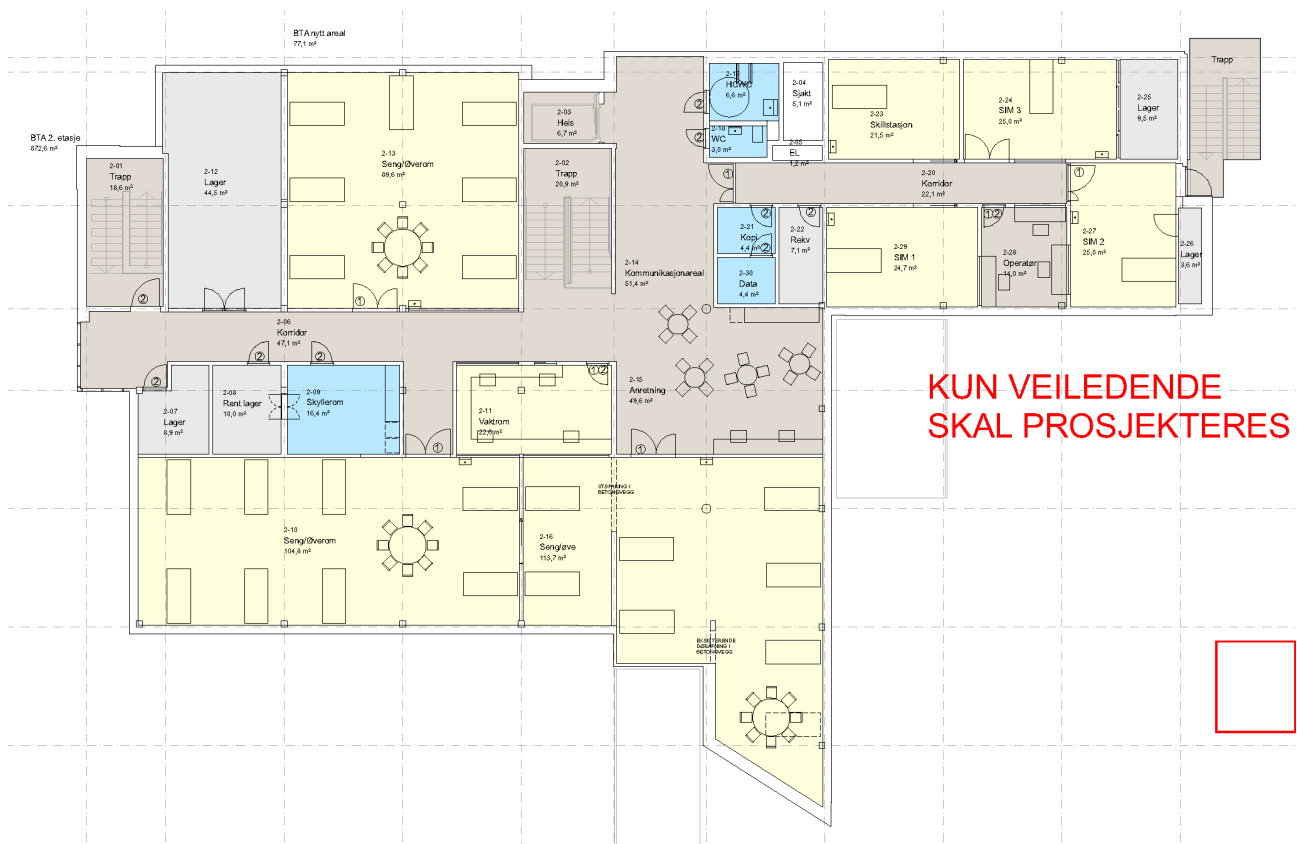 BTA nytt areal
77,1 m²
BTA 2. etasje
872,6 m²
2-01
Trapp
18,6 m²
2-12
Lager
44,5 m²
2-13
Seng/Øverom
89,6 m²
2-03
Heis
6,7 m²
2-02
Trapp
28,9 m²
2-14
Kommunikasjonareal
51,4 m²
HCWC
6,6 m²
2-18
WC
3,0 m²
2-04
Sjakt
5,1 m²
2-05
EL
1,2 m²
2-23
Skillstasjon
21,5 m²
2-24
SIM 3
25,0 m²
2-25
Lager
9,5 m²
Trapp
2-20
Korridor
22,1 m²
2-21
Kopi
4,4 m²
2-22
Rekv
7,1 m²
2-30
Data
4,4 m²
2-29
SIM 1
24,7 m²
2-28
Operatør
14,0 m²
2-27
SIM 2
25,0 m²
2-26
Lager
3,6 m²
2-06
Korridor
47,1 m²
2-07
Lager
8,9 m²
2-08
Rent lager
10,0 m²
2-09
Skyllerom
16,4 m²
2-11
Vaktrom
22,6 m²
2-15
Anretning
49,6 m²
KUN VEILEDENDE
SKAL PROSJEKTERES
2-10
Seng/Øverom
104,8 m²
2-16
Seng/øve
113,7 m²
UTSPARING I
BETONGVEGG
EKSISTERENDE
DØRÅPNING I
BETONGVEGG